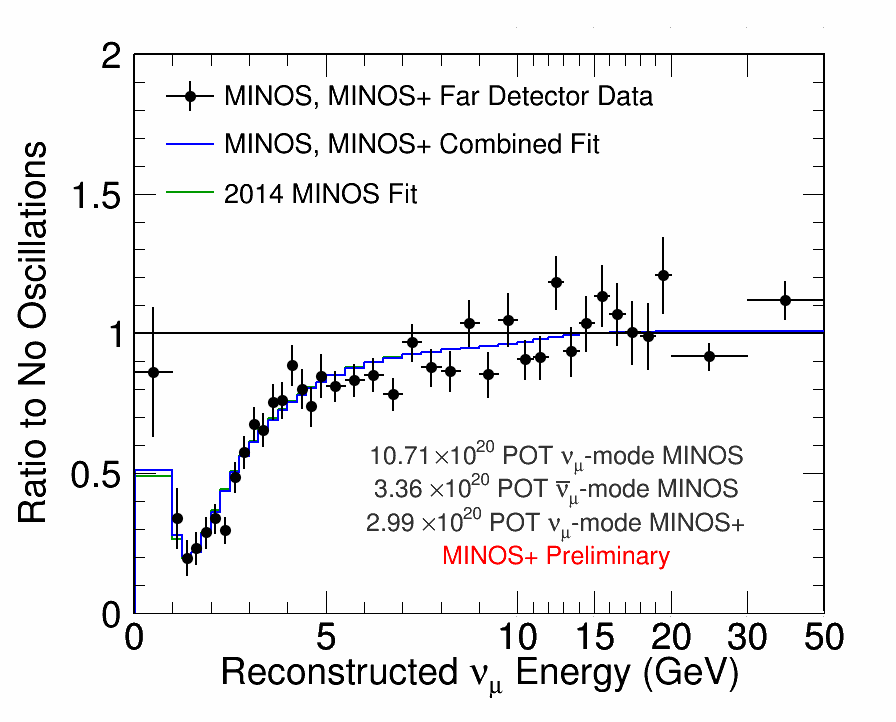 2
MINOS, MINOS+ Far Detector Data
MINOS, MINOS+ Combined Fit
1.5
2014 MINOS Fit
Ratio to No Oscillations
1
0.5
10.71 ×10²⁰ POT νμ-mode MINOS
3.36 ×10²⁰ POT ν̅μ-mode MINOS
2.99 ×10²⁰ POT νμ-mode MINOS+
MINOS+ Preliminary
0
0 5 10 15 20 30 50
Reconstructed νμ Energy (GeV)